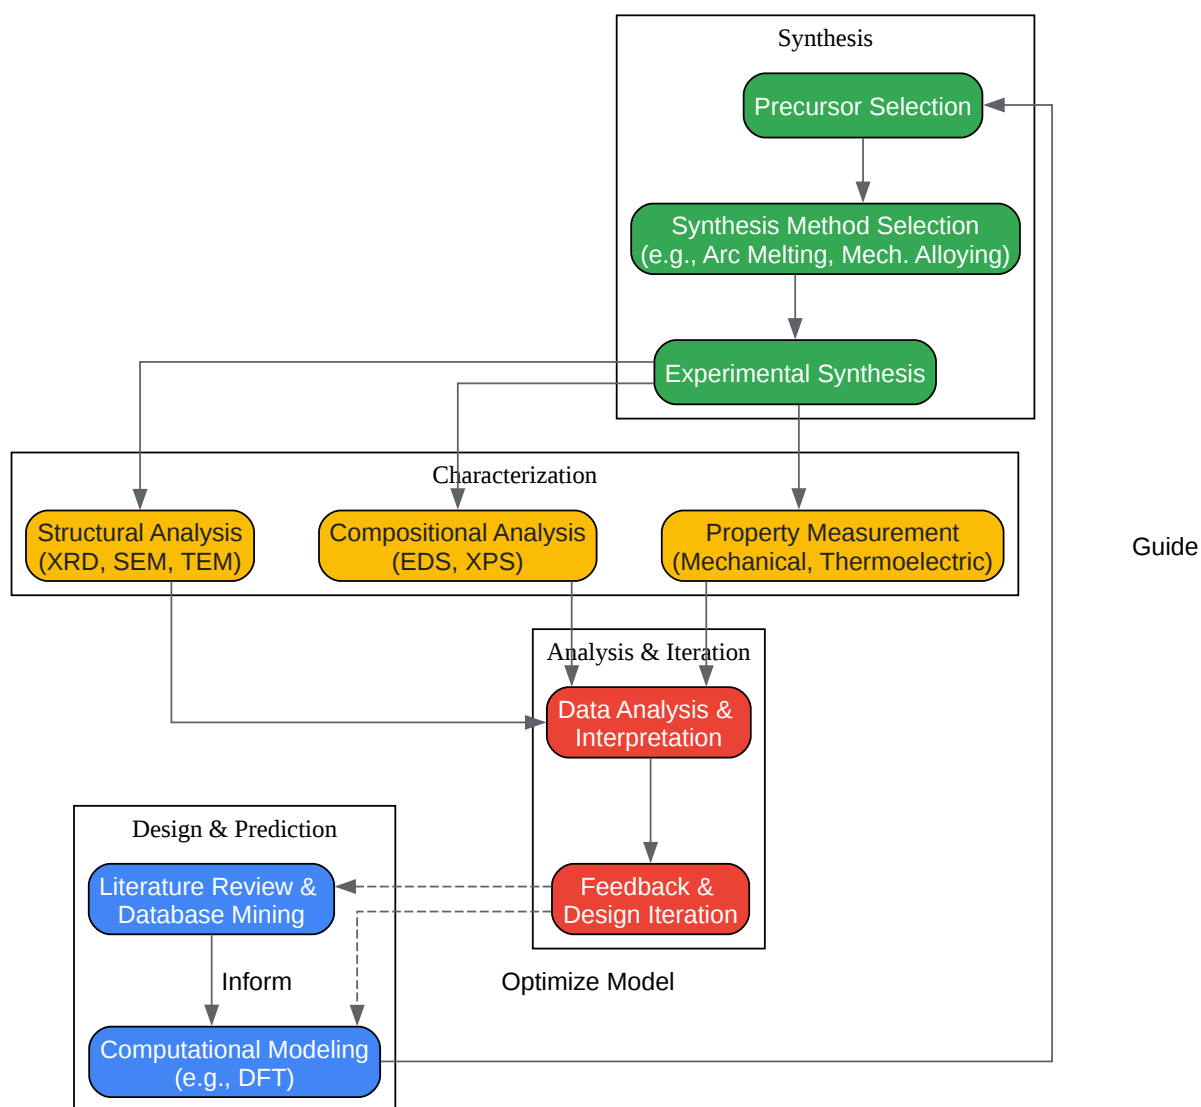 Synthesis
Precursor Selection
Synthesis Method Selection
(e.g., Arc Melting, Mech. Alloying)
Experimental Synthesis
Characterization
Structural Analysis
(XRD, SEM, TEM)
Compositional Analysis
(EDS, XPS)
Property Measurement
(Mechanical, Thermoelectric)
Guide
Analysis & Iteration
Data Analysis &
Interpretation
Feedback &
Design Iteration
Optimize Model
Design & Prediction
Literature Review &
Database Mining
Inform
Computational Modeling
(e.g., DFT)